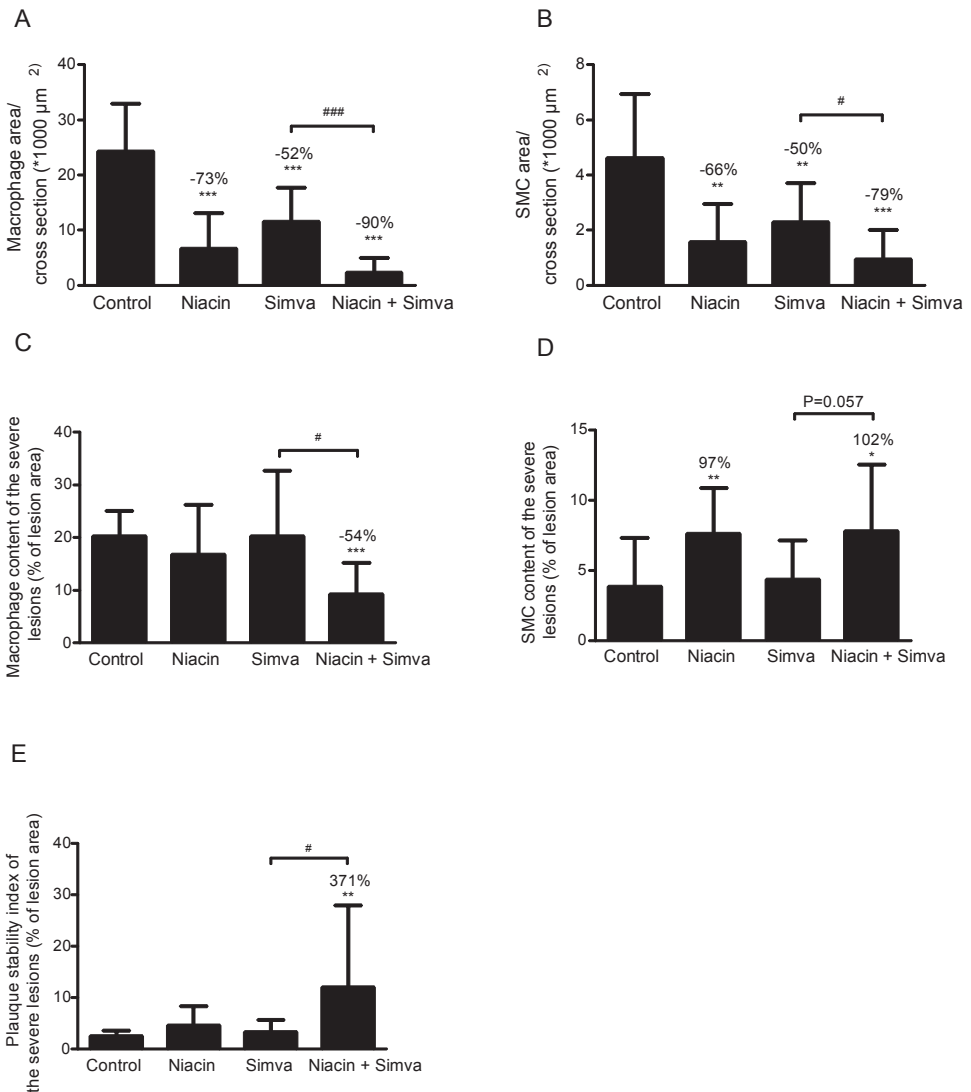 A
Macrophage area/
cross section (*1000 µm 2)
40
30
20
10
0
-73%
***
-52%
***
###
-90%
***
Control Niacin Simva Niacin + Simva
B
SMC area/
cross section (*1000 µm 2)
8
6
4
2
0
-66%
**
-50%
**
#
-79%
***
Control Niacin Simva Niacin + Simva
C
Macrophage content of the severe
lesions (% of lesion area)
40
30
20
10
0
#
-54%
***
Control Niacin Simva Niacin + Simva
D
SMC content of the severe
lesions (% of lesion area)
15
10
5
0
97%
**
P=0.057
102%
*
Control Niacin Simva Niacin + Simva
E
Plauque stability index of
the severe lesions (% of lesion area)
40
30
20
10
0
#
371%
**
Control Niacin Simva Niacin + Simva